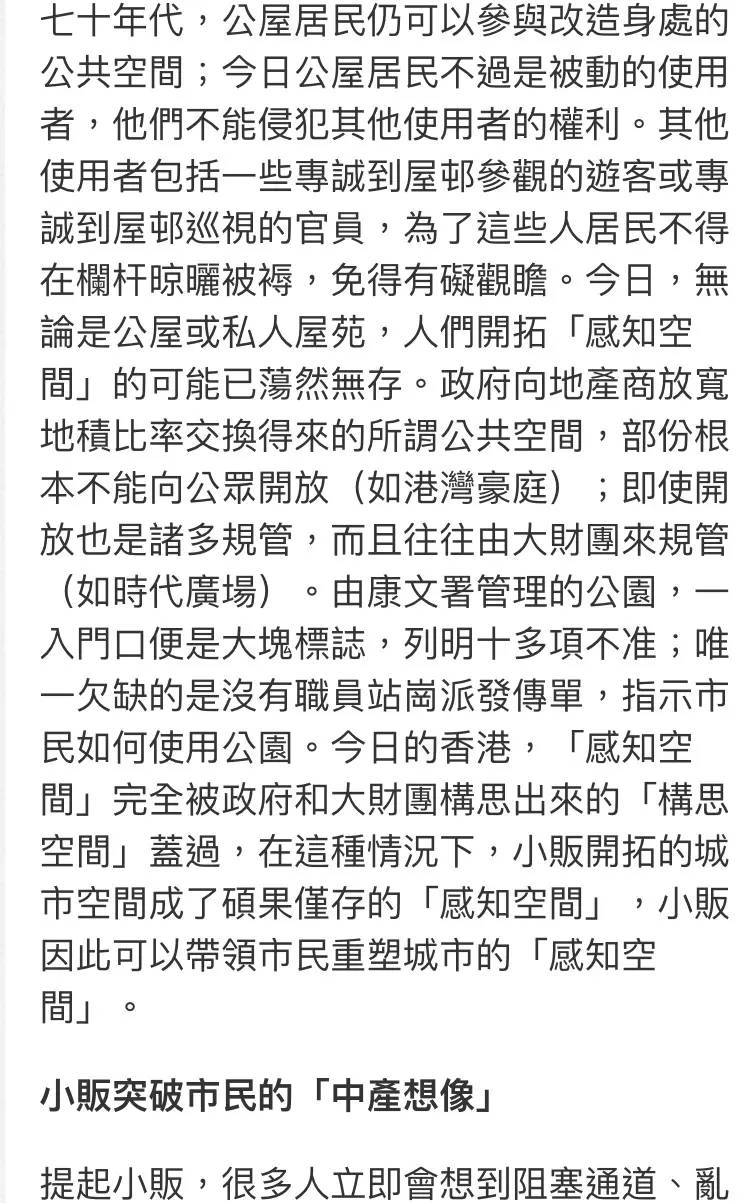 七十年代，公屋居民仍可以參與改造身處的
公共空間；今日公屋居民不過是被動的使用
者，他們不能侵犯其他使用者的權利。其他
使用者包括一些專誠到屋邨參觀的遊客或專
誠到屋邨巡視的官員，為了這些人居民不得
在欄杆晾曬被褥，免得有礙觀瞻。今日，無
論是公屋或私人屋苑，人們開拓「感知空
間」的可能已蕩然無存。政府向地產商放寬
地積比率交換得來的所謂公共空間，部份根
本不能向公眾開放（如港灣豪庭）；即使開
放也是諸多規管，而且往往由大財團來規管
（如時代廣場）。由康文署管理的公園，一
入門口便是大塊標誌，列明十多項不准；唯
一欠缺的是沒有職員站崗派發傳單，指示市
民如何使用公園。今日的香港，「感知空
間」完全被政府和大財團構思出來的「構思
空間」蓋過，在這種情況下，小販開拓的城
市空間成了碩果僅存的「感知空間」，小販
因此可以帶領市民重塑城市的「感知空
間」。
小販突破市民的「中產想像」
提起小販，很多人立即會想到阻塞通道、亂